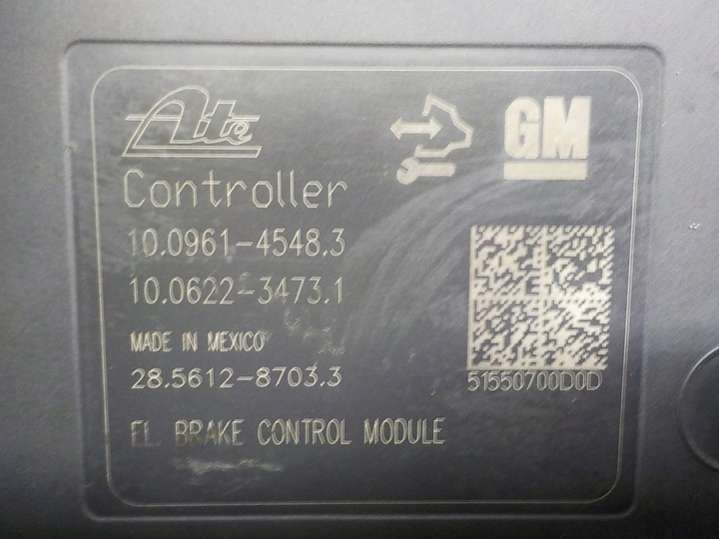 Ate
GM
Controller
10.0961-4548.3
10.0622-3473.1
MADE IN MEXICO
28.5612-8703.3
51550700D0D
EL. BRAKE CONTROL MODULE